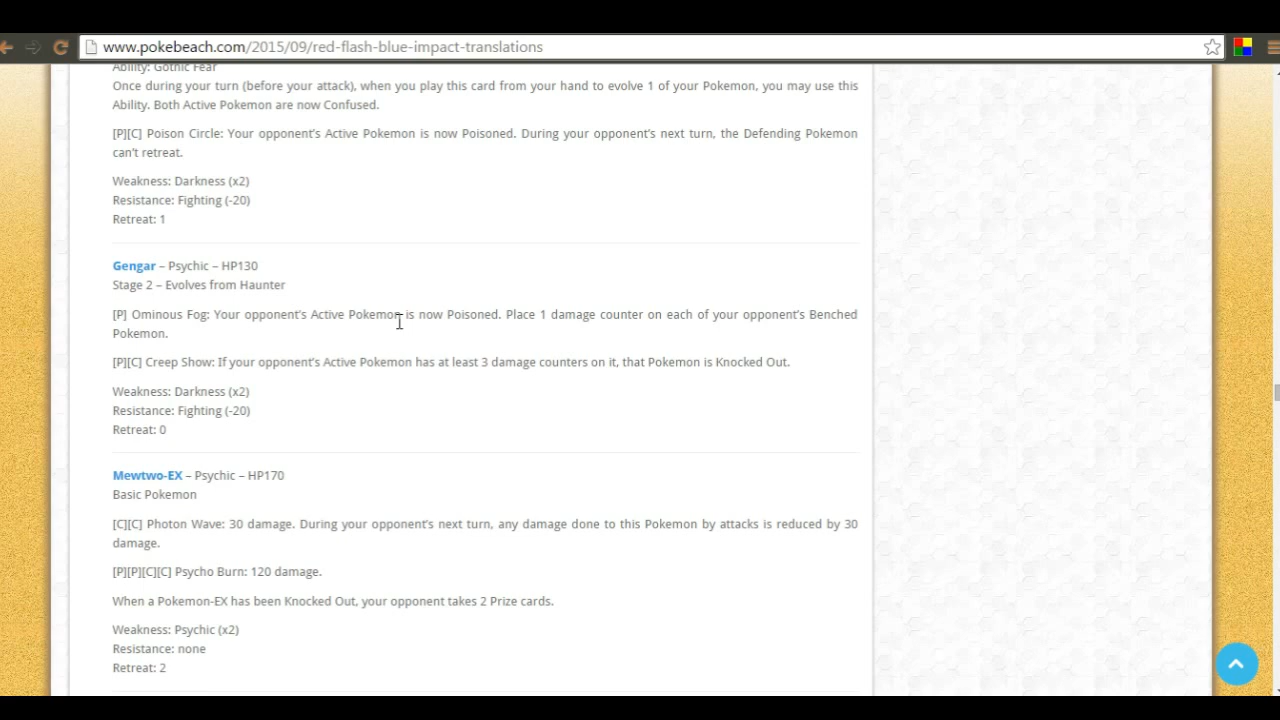 www.pokebeach.com/2015/09/red-flash-blue-impact-translations
Ability: Gothic Fear
Once during your turn (before your attack), when you play this card from your hand to evolve 1 of your Pokemon, you may use this
Ability. Both Active Pokemon are now Confused.
[P][C] Poison Circle: Your opponent's Active Pokemon is now Poisoned. During your opponent's next turn, the Defending Pokemon
can't retreat.
Weakness: Darkness (x2)
Resistance: Fighting (-20)
Retreat: 1
Gengar – Psychic – HP130
Stage 2 – Evolves from Haunter
[P] Ominous Fog: Your opponent's Active Pokemon is now Poisoned. Place 1 damage counter on each of your opponent's Benched
Pokemon.
[P][C] Creep Show: If your opponent's Active Pokemon has at least 3 damage counters on it, that Pokemon is Knocked Out.
Weakness: Darkness (x2)
Resistance: Fighting (-20)
Retreat: 0
Mewtwo-EX – Psychic – HP170
Basic Pokemon
[C][C] Photon Wave: 30 damage. During your opponent's next turn, any damage done to this Pokemon by attacks is reduced by 30
damage.
[P][P][C][C] Psycho Burn: 120 damage.
When a Pokemon-EX has been Knocked Out, your opponent takes 2 Prize cards.
Weakness: Psychic (x2)
Resistance: none
Retreat: 2